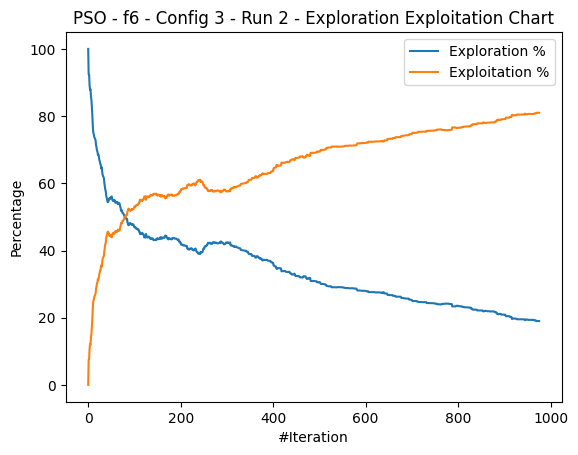 PSO - f6 - Config 3 - Run 2 - Exploration Exploitation Chart
Exploration %
Exploitation %
Percentage
100
80
60
40
20
0
0 200 400 600 800 1000
#Iteration